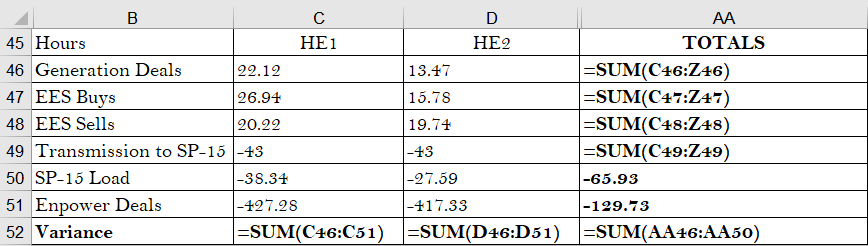 B C D AA
45 Hours HE1 HE2 TOTALS
46 Generation Deals 22.12 13.47 =SUM(C46:Z46)
47 EES Buys 26.94 15.78 =SUM(C47:Z47)
48 EES Sells 20.22 19.74 =SUM(C48:Z48)
49 Transmission to SP-15 -43 -43 =SUM(C49:Z49)
50 SP-15 Load -38.34 -27.59 -65.93
51 Enpower Deals -427.28 -417.33 -129.73
52 Variance =SUM(C46:C51) =SUM(D46:D51) =SUM(AA46:AA50)